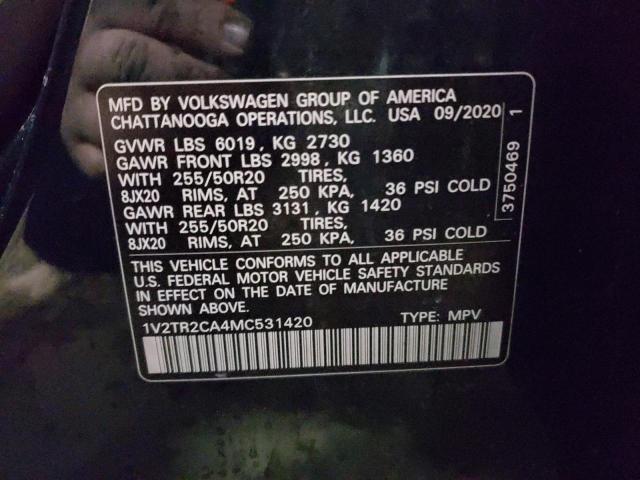 MFD BY VOLKSWAGEN GROUP OF AMERICA
CHATTANOOGA OPERATIONS, LLC. USA 09/2020
GVWR LBS 6019, KG 2730
GAWR FRONT LBS 2998, KG 1360
WITH 255/50R20 TIRES,
8JX20 RIMS, AT 250 KPA, 36 PSI COLD
GAWR REAR LBS 3131, KG 1420
WITH 255/50R20 TIRES,
8JX20 RIMS, AT 250 KPA, 36 PSI COLD
THIS VEHICLE CONFORMS TO ALL APPLICABLE
U.S. FEDERAL MOTOR VEHICLE SAFETY STANDARDS
IN EFFECT ON THE DATE OF MANUFACTURE
SHOWN ABOVE.
1V2TR2CA4MC531420 TYPE: MPV
3750469 1